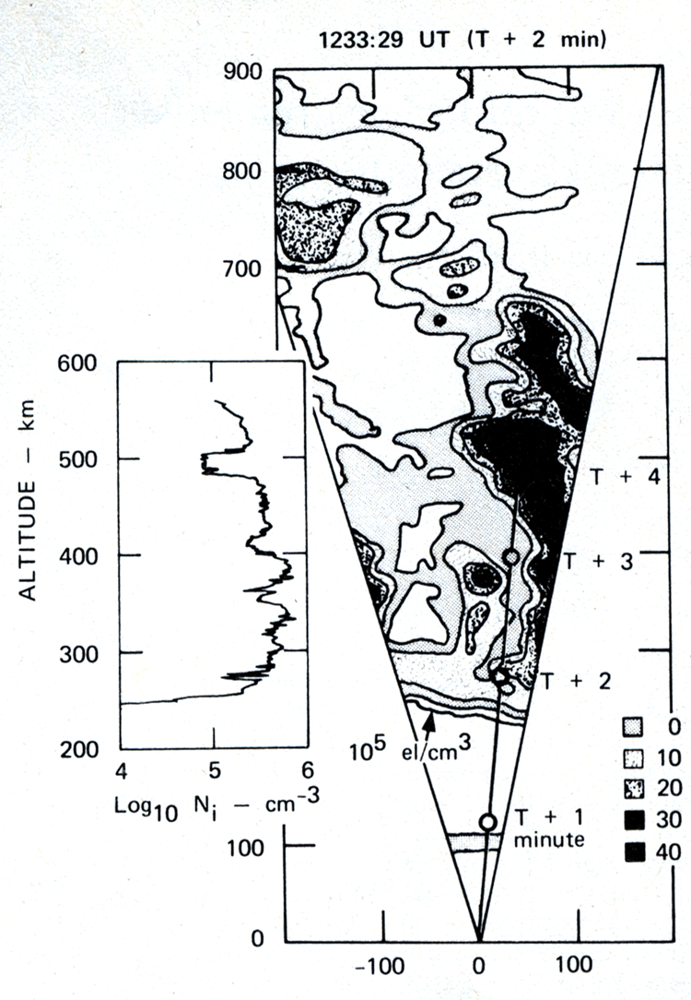 1233:29 UT (T + 2 min)
900
800
700
600
500
400
300
200
ALTITUDE – km
4 5 6
Log10 Ni – cm-3
T + 4
T + 3
T + 2
10^5 el/cm^3
T + 1
minute
0
10
20
30
40
100
0
-100 0 100